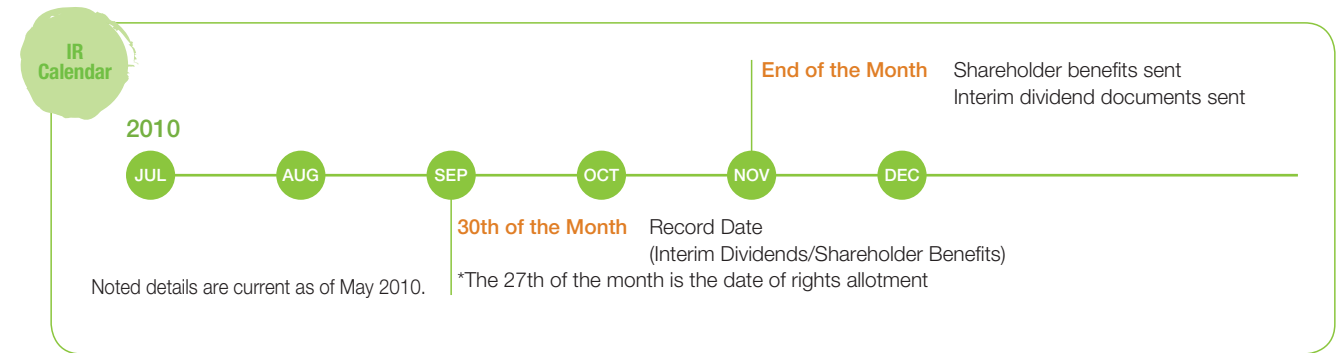 IR
Calendar
End of the Month Shareholder benefits sent
Interim dividend documents sent
2010
JUL AUG SEP OCT NOV DEC
30th of the Month Record Date
(Interim Dividends/Shareholder Benefits)
*The 27th of the month is the date of rights allotment
Noted details are current as of May 2010.